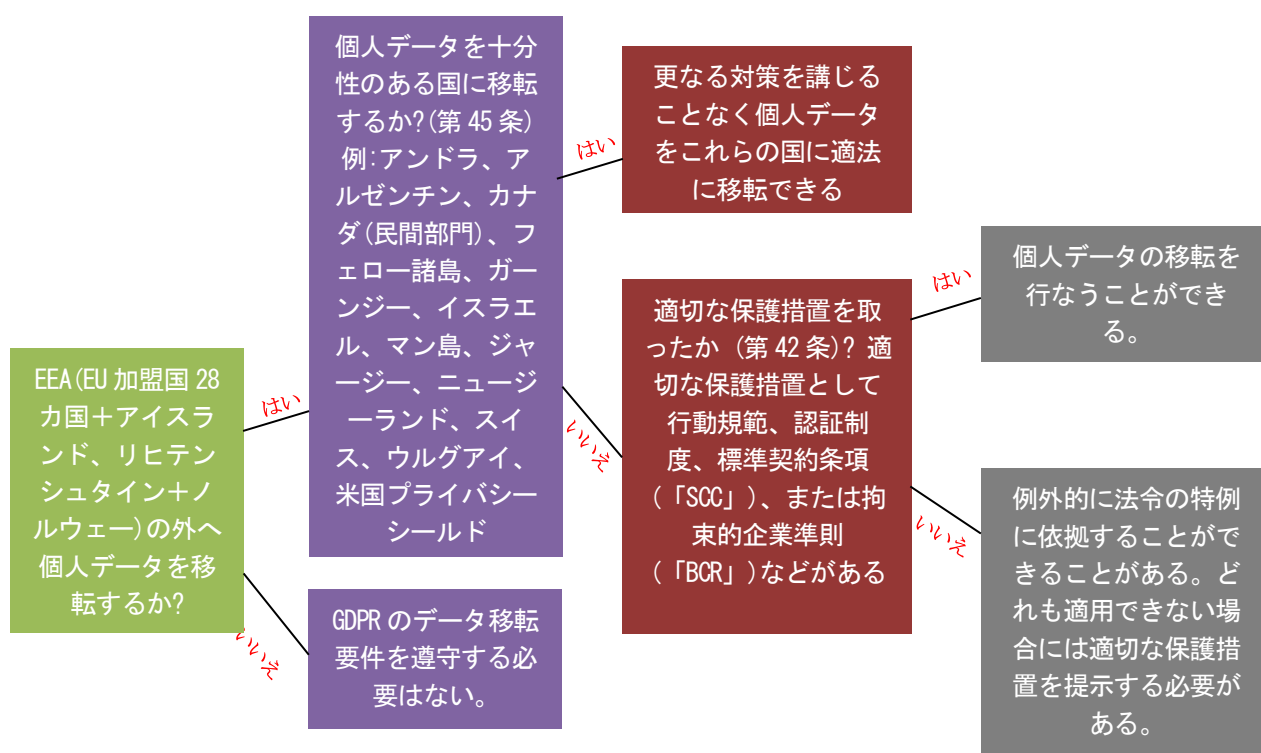 EEA(EU 加盟国 28
カ国＋アイスラ
ンド、リヒテン
シュタイン＋ノ
ルウェー)の外へ
個人データを移
転するか?
はい
いいえ
個人データを十分
性のある国に移転
するか?(第 45 条)
例:アンドラ、ア
ルゼンチン、カナ
ダ(民間部門)、フ
ェロー諸島、ガー
ンジー、イスラエ
ル、マン島、ジャ
ージー、ニュージ
ーランド、スイ
ス、ウルグアイ、
米国プライバシー
シールド
GDPR のデータ移転
要件を遵守する必
要はない。
はい
いいえ
更なる対策を講じる
ことなく個人データ
をこれらの国に適法
に移転できる
適切な保護措置を取
ったか (第 42 条)? 適
切な保護措置として
行動規範、認証制
度、標準契約条項
(「SCC」)、または拘
束的企業準則
(「BCR」)などがある
はい
いいえ
個人データの移転を
行なうことができ
る。
例外的に法令の特例
に依拠することがで
きることがある。ど
れも適用できない場
合には適切な保護措
置を提示する必要が
ある。